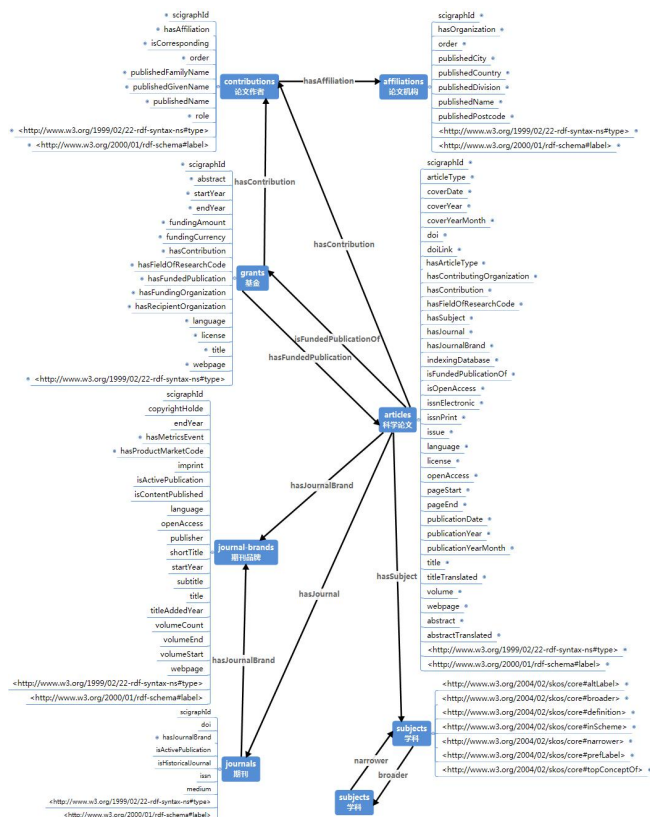 scigraphId
hasAffiliation
isCorresponding
order
publishedFamilyName
publishedGivenName
publishedName
role
<http://www.w3.org/1999/02/22-rdf-syntax-ns#type>
<http://www.w3.org/2000/01/rdf-schema#label>
contributions
论文作者
hasAffiliation
affiliations
论文机构
scigraphId
hasOrganization
order
publishedCity
publishedCountry
publishedDivision
publishedName
publishedPostcode
<http://www.w3.org/1999/02/22-rdf-syntax-ns#type>
<http://www.w3.org/2000/01/rdf-schema#label>
hasContribution
hasContribution
scigraphId
abstract
startYear
endYear
fundingAmount
fundingCurrency
hasContribution
hasFieldOfResearchCode
hasFundedPublication
hasFundingOrganization
hasRecipientOrganization
language
license
title
webpage
<http://www.w3.org/1999/02/22-rdf-syntax-ns#type>
grants
基金
isFundedPublicationOf
hasFundedPublication
articles
科学论文
scigraphId
articleType
coverDate
coverYear
coverYearMonth
doi
doiLink
hasArticleType
hasContributingOrganization
hasContribution
hasFieldOfResearchCode
hasSubject
hasJournal
hasJournalBrand
indexingDatabase
isFundedPublicationOf
isOpenAccess
issnElectronic
issnPrint
issue
language
license
openAccess
pageStart
pageEnd
publicationDate
publicationYear
publicationYearMonth
title
titleTranslated
volume
webpage
abstract
abstractTranslated
<http://www.w3.org/1999/02/22-rdf-syntax-ns#type>
<http://www.w3.org/2000/01/rdf-schema#label>
scigraphId
copyrightHolde
endYear
hasMetricsEvent
hasProductMarketCode
imprint
isActivePublication
isContentPublished
language
openAccess
publisher
shortTitle
startYear
subtitle
title
titleAddedYear
volumeCount
volumeEnd
volumeStart
webpage
<http://www.w3.org/1999/02/22-rdf-syntax-ns#type>
<http://www.w3.org/2000/01/rdf-schema#label>
journal-brands
期刊品牌
hasJournalBrand
hasJournal
hasSubject
hasJournalBrand
scigraphId
doi
hasJournalBrand
isActivePublication
isHistoricalJournal
issn
medium
<http://www.w3.org/1999/02/22-rdf-syntax-ns#type>
<http://www.w3.org/2000/01/rdf-schema#label>
journals
期刊
subjects
学科
<http://www.w3.org/2004/02/skos/core#altLabel>
<http://www.w3.org/2004/02/skos/core#broader>
<http://www.w3.org/2004/02/skos/core#definition>
<http://www.w3.org/2004/02/skos/core#inScheme>
<http://www.w3.org/2004/02/skos/core#narrower>
<http://www.w3.org/2004/02/skos/core#prefLabel>
<http://www.w3.org/2004/02/skos/core#topConceptOf>
narrower
broader
subjects
学科